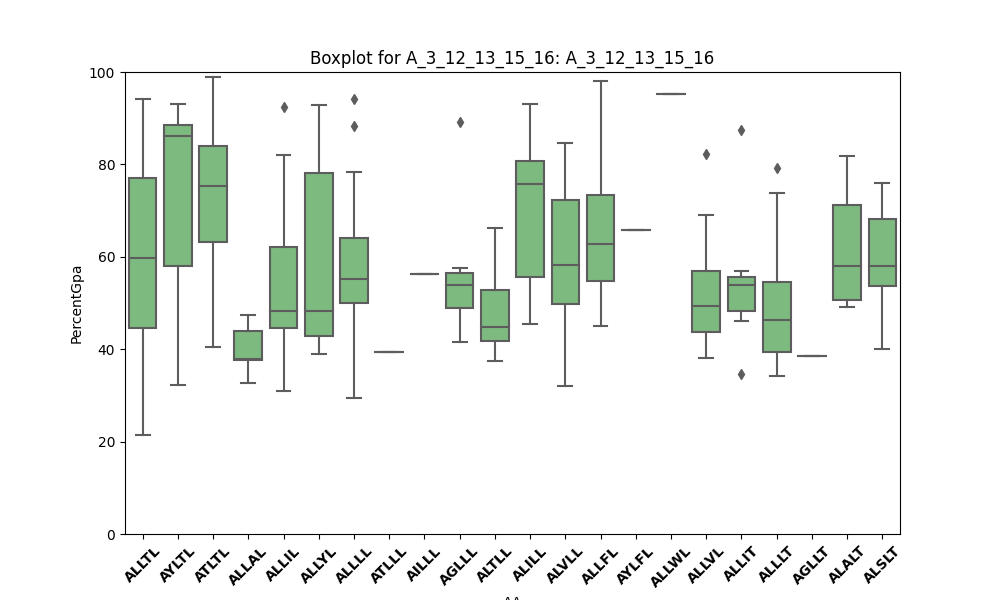 Boxplot for A_3_12_13_15_16: A_3_12_13_15_16
PercentGpa
100
80
60
40
20
0
ALLTL
AYLTL
ATLTL
ALLAL
ALLIL
ALLYL
ALLLL
ATLLL
AILLL
AGLLL
ALTLL
ALILL
ALVLL
ALLFL
AYLFL
ALLWL
ALLVL
ALLIT
ALLLT
AGLLT
ALALT
ALSLT